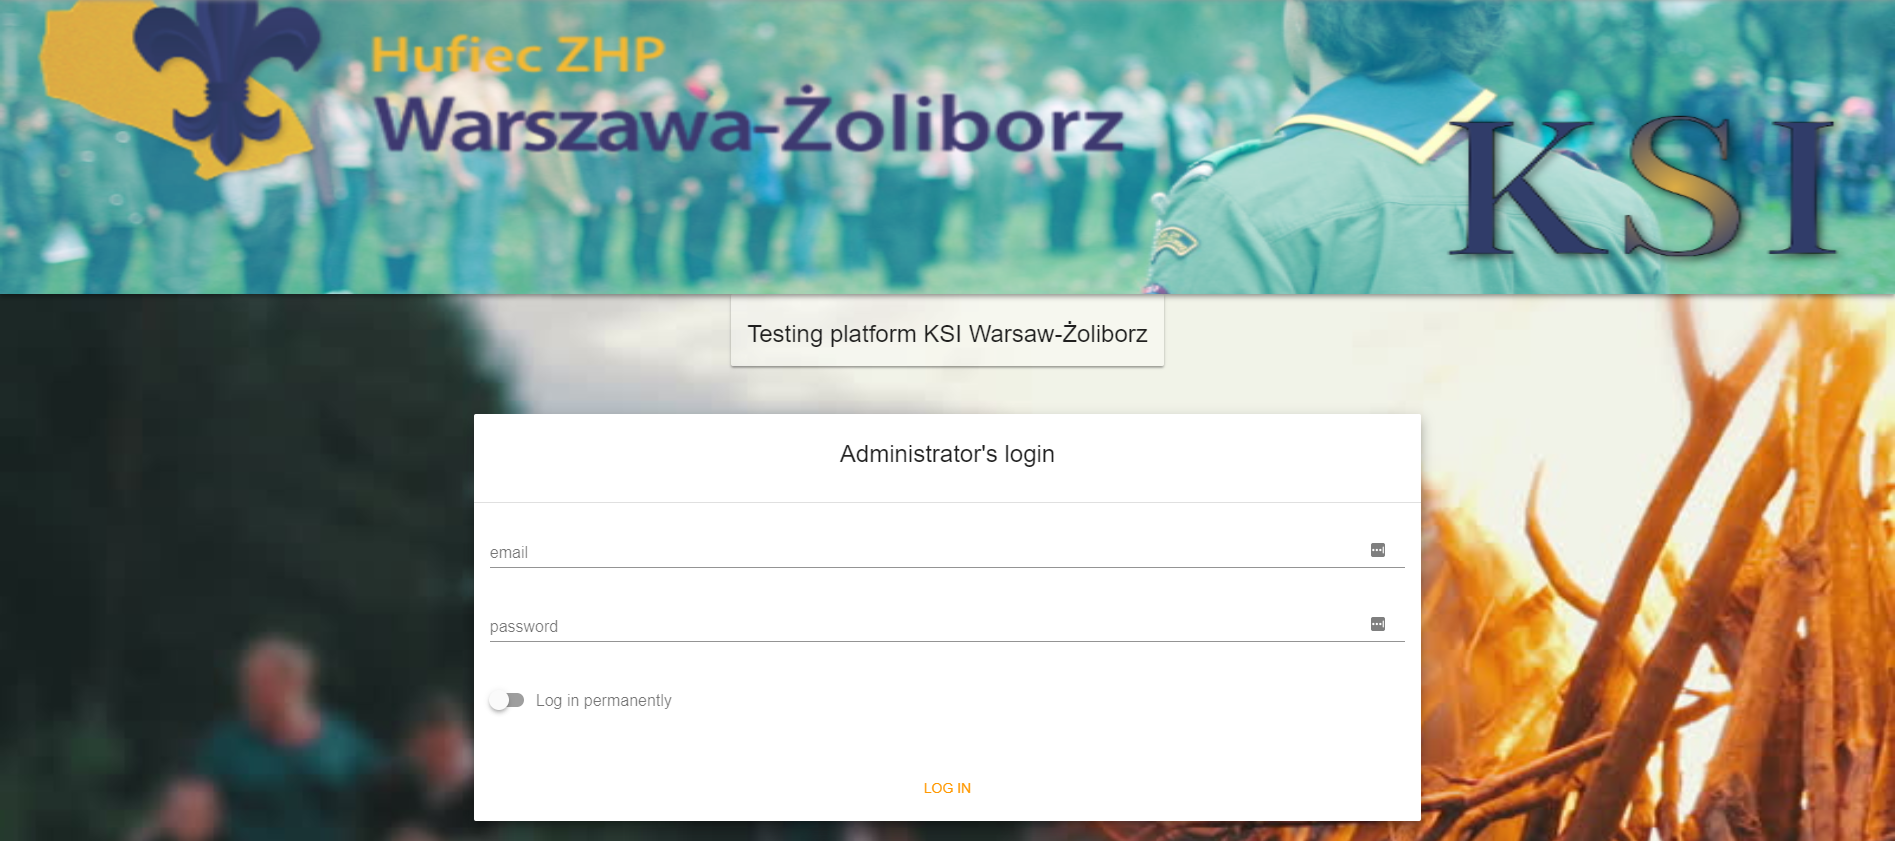 Hufiec ZHP
Warszawa-Żoliborz
KSI
Testing platform KSI Warsaw-Żoliborz
Administrator's login
email
password
Log in permanently
LOG IN